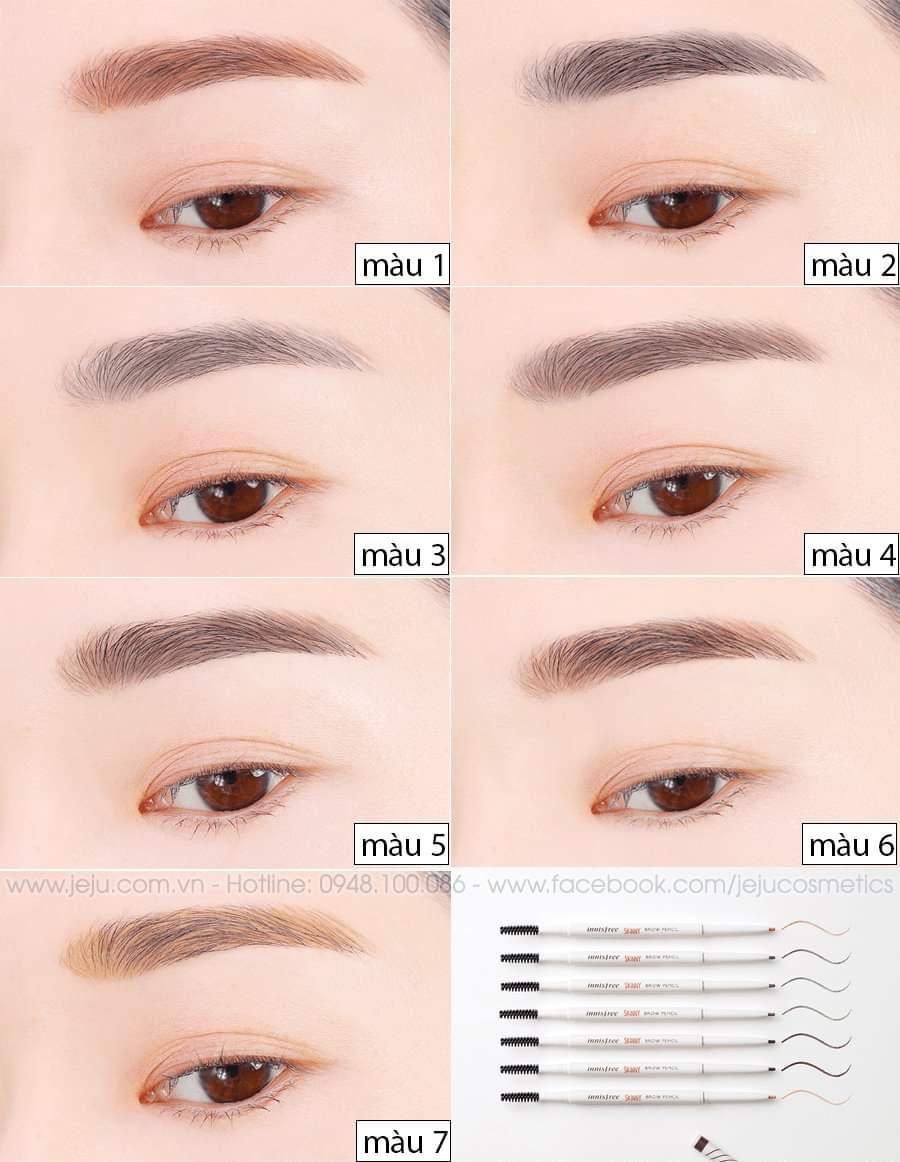 màu 1
màu 2
màu 3
màu 4
màu 5
màu 6
www.jeju.com.vn - Hotline: 0948.100.086 - www.facebook.com/jejucosmetics
innisfree SKINNY BROW PENCIL
innisfree SKINNY BROW PENCIL
innisfree SKINNY BROW PENCIL
innisfree SKINNY BROW PENCIL
innisfree SKINNY BROW PENCIL
innisfree SKINNY BROW PENCIL
innisfree SKINNY BROW PENCIL
màu 7